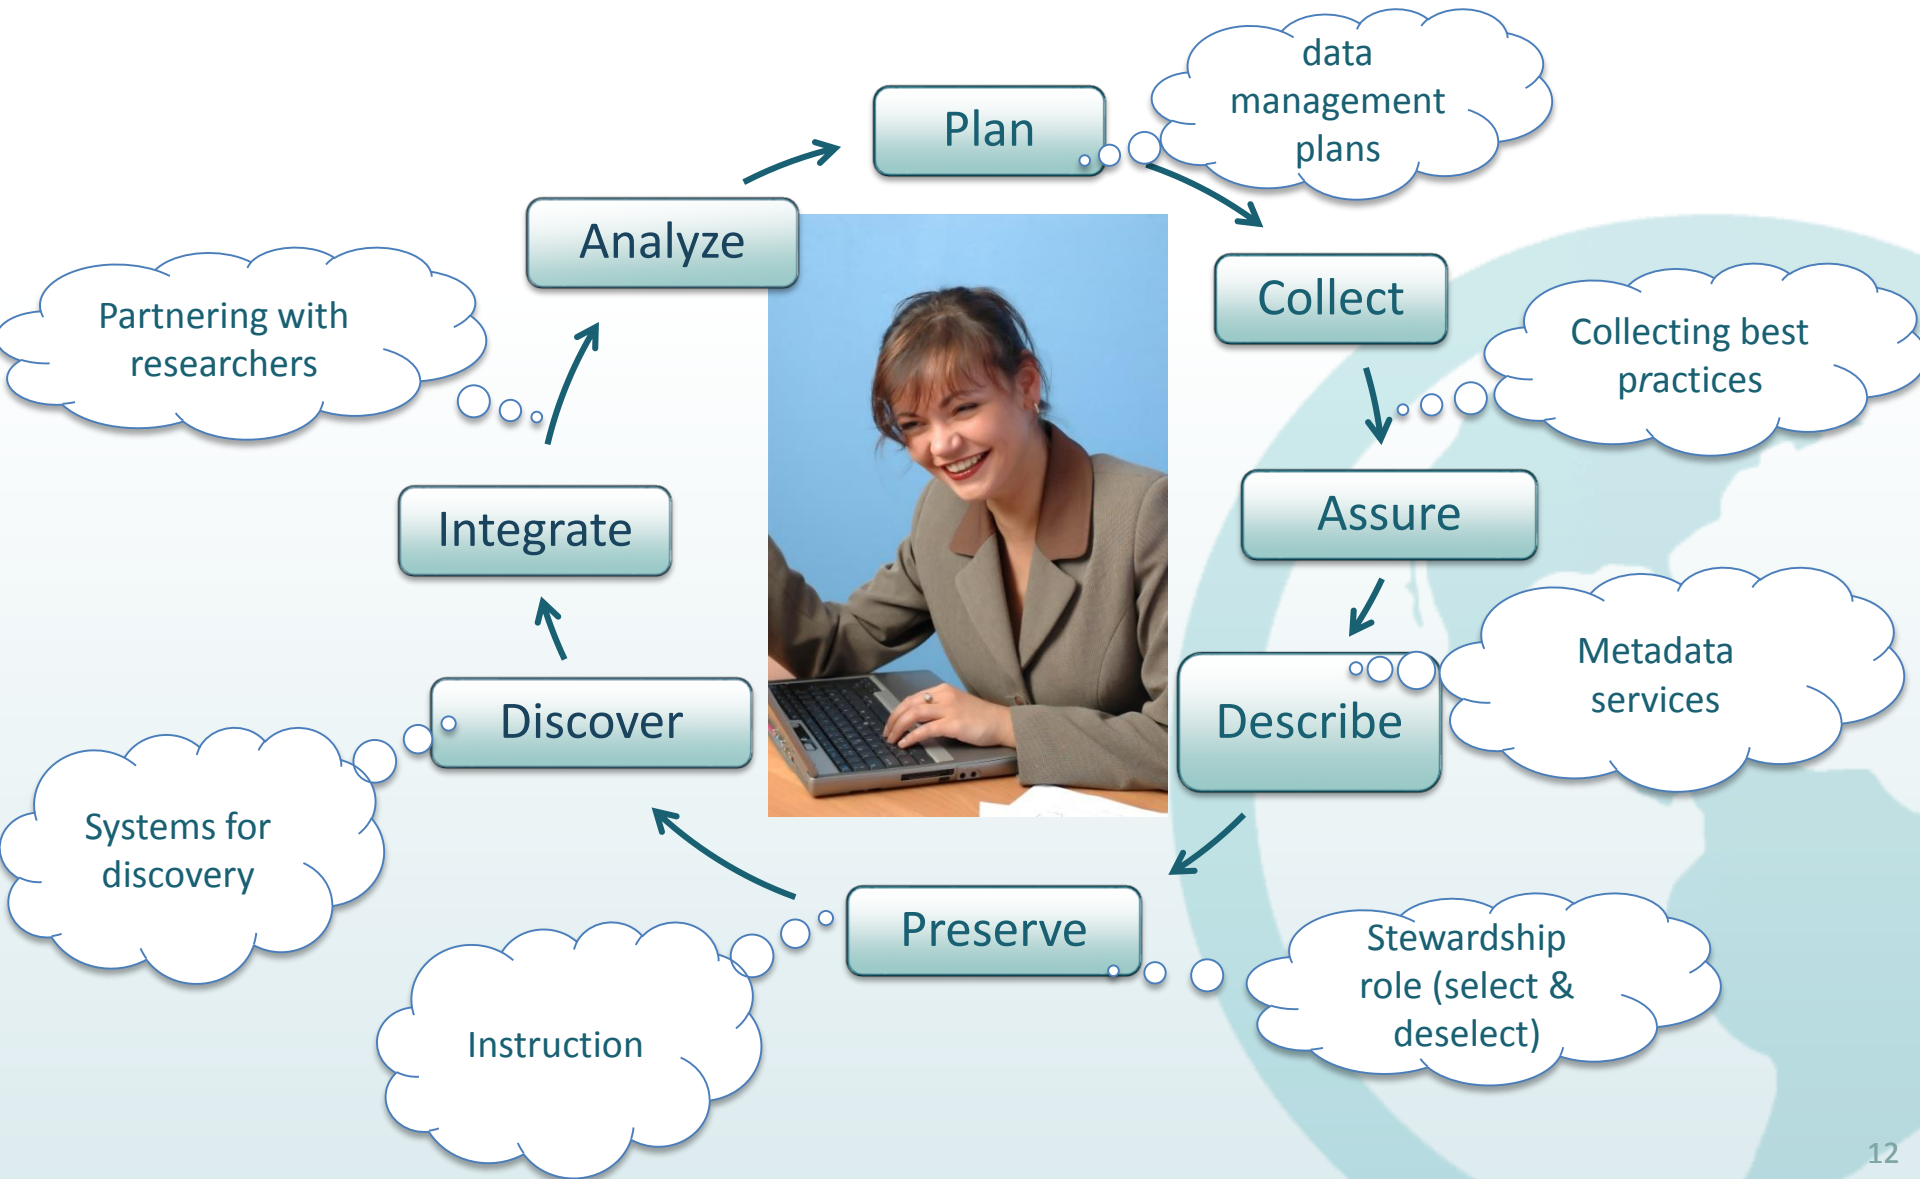 Plan
data
management
plans
Collect
Collecting best
practices
Assure
Metadata
services
Describe
Stewardship
role (select &
deselect)
Preserve
Instruction
Discover
Systems for
discovery
Integrate
Partnering with
researchers
Analyze
12